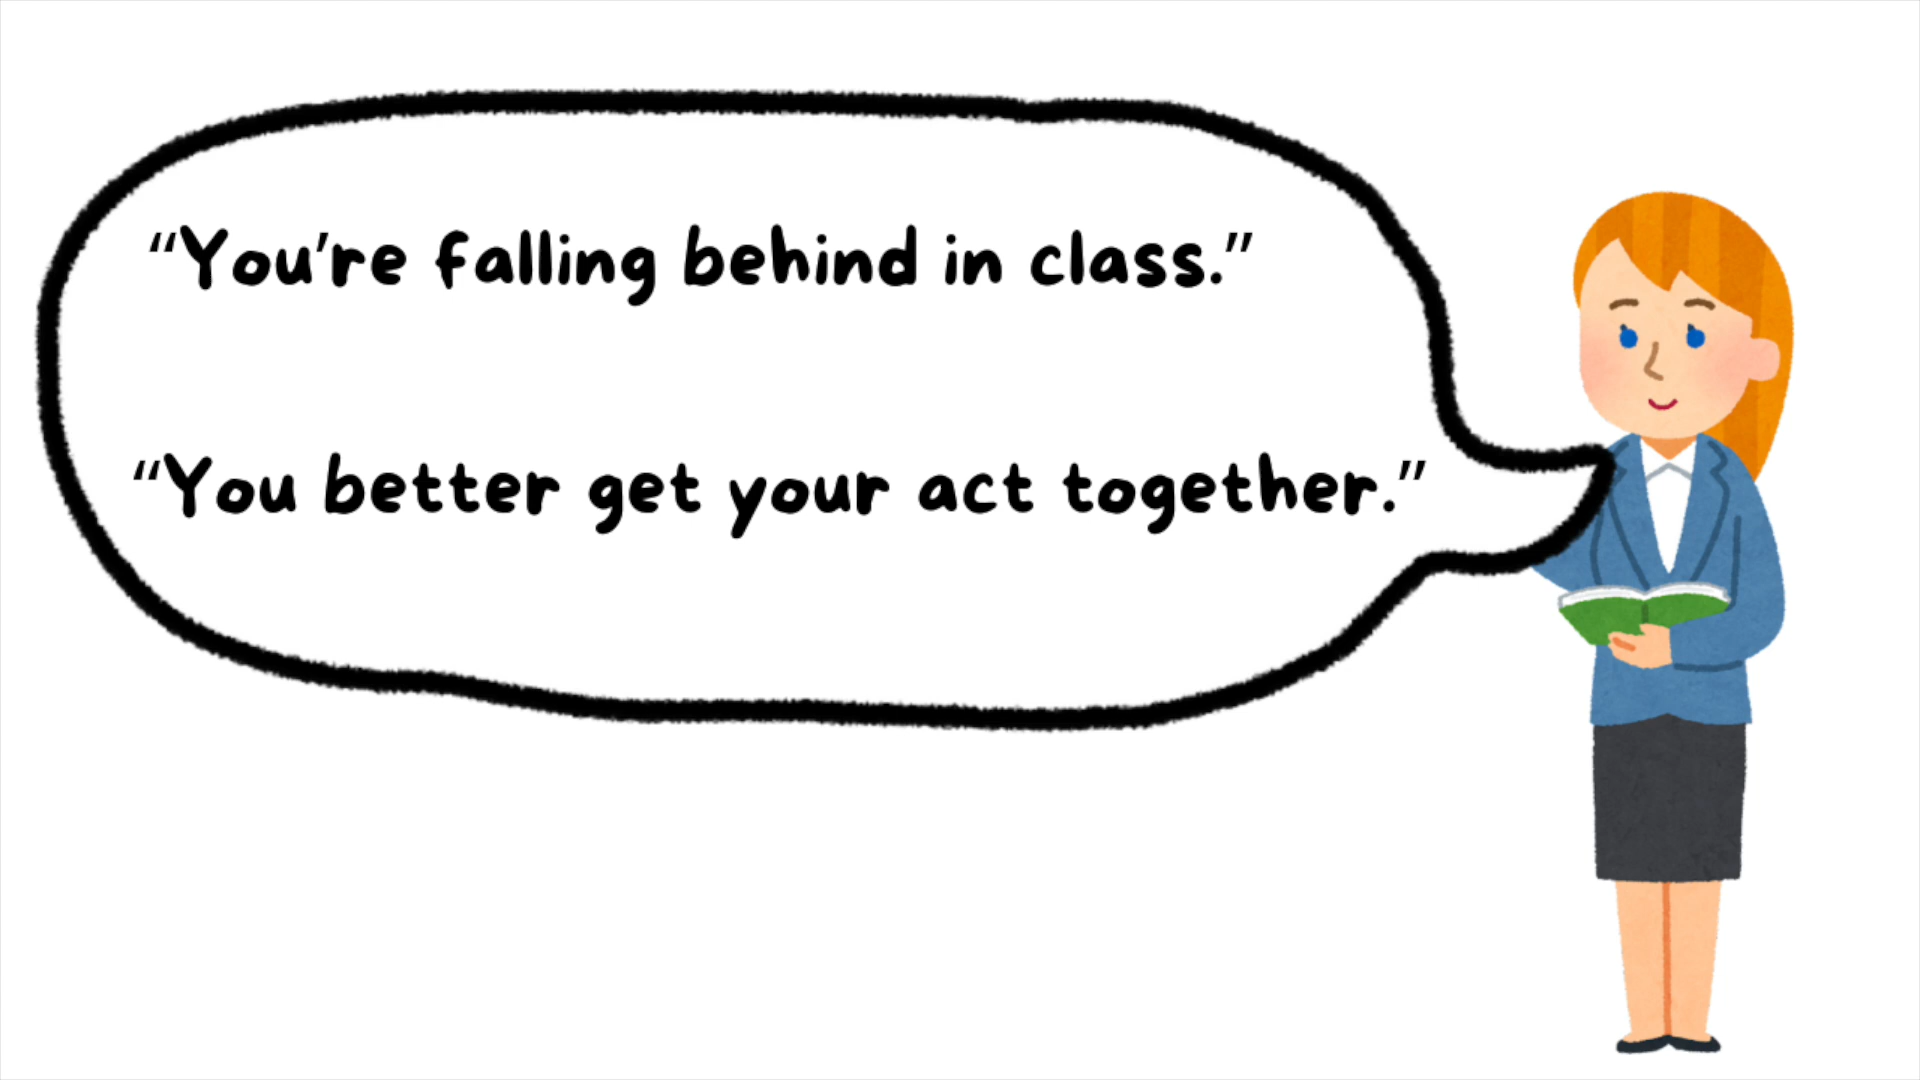 “You’re falling behind in class.”
“You better get your act together.”